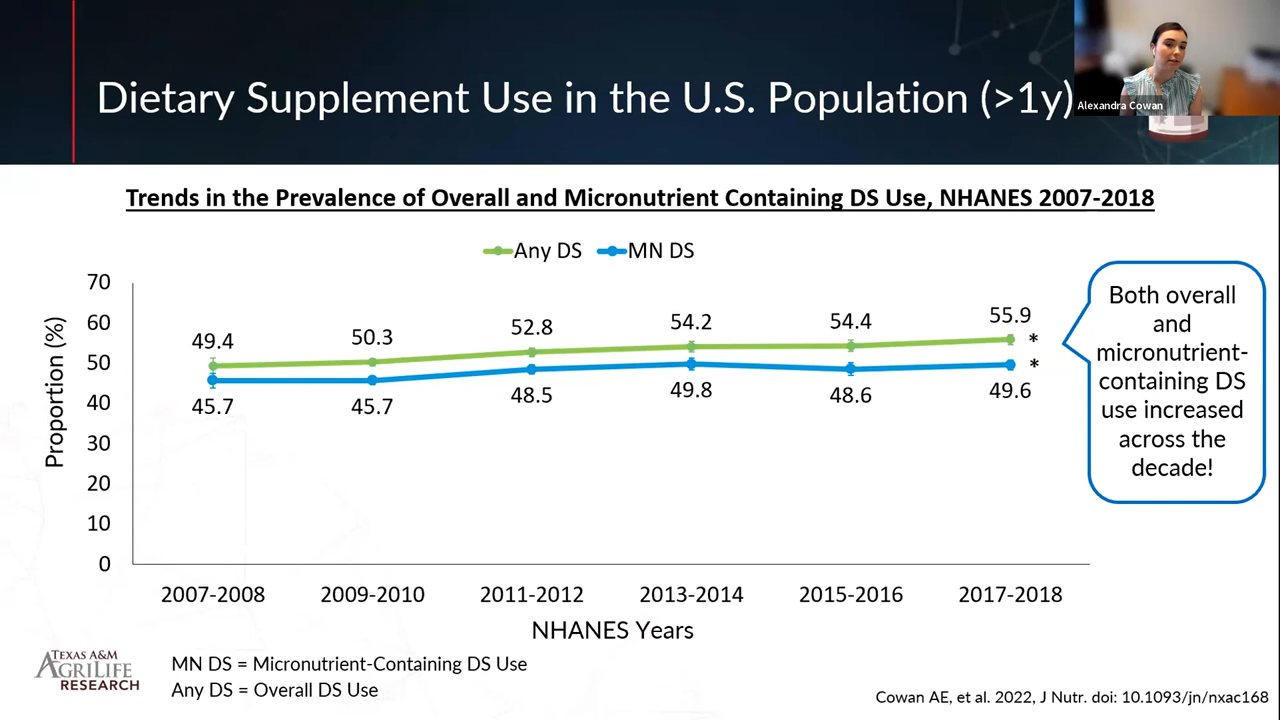 Dietary Supplement Use in the U.S. Population (>1y)
Alexandra Cowan
Trends in the Prevalence of Overall and Micronutrient Containing DS Use, NHANES 2007-2018
Any DS MN DS
70
60
50
40
30
20
10
0
Proportion (%)
49.4 50.3 52.8 54.2 54.4 55.9 *
45.7 45.7 48.5 49.8 48.6 49.6 *
2007-2008 2009-2010 2011-2012 2013-2014 2015-2016 2017-2018
NHANES Years
Both overall
and
micronutrient-
containing DS
use increased
across the
decade!
TEXAS A&M
AGRILIFE
RESEARCH
MN DS = Micronutrient-Containing DS Use
Any DS = Overall DS Use
Cowan AE, et al. 2022, J Nutr. doi: 10.1093/jn/nxac168